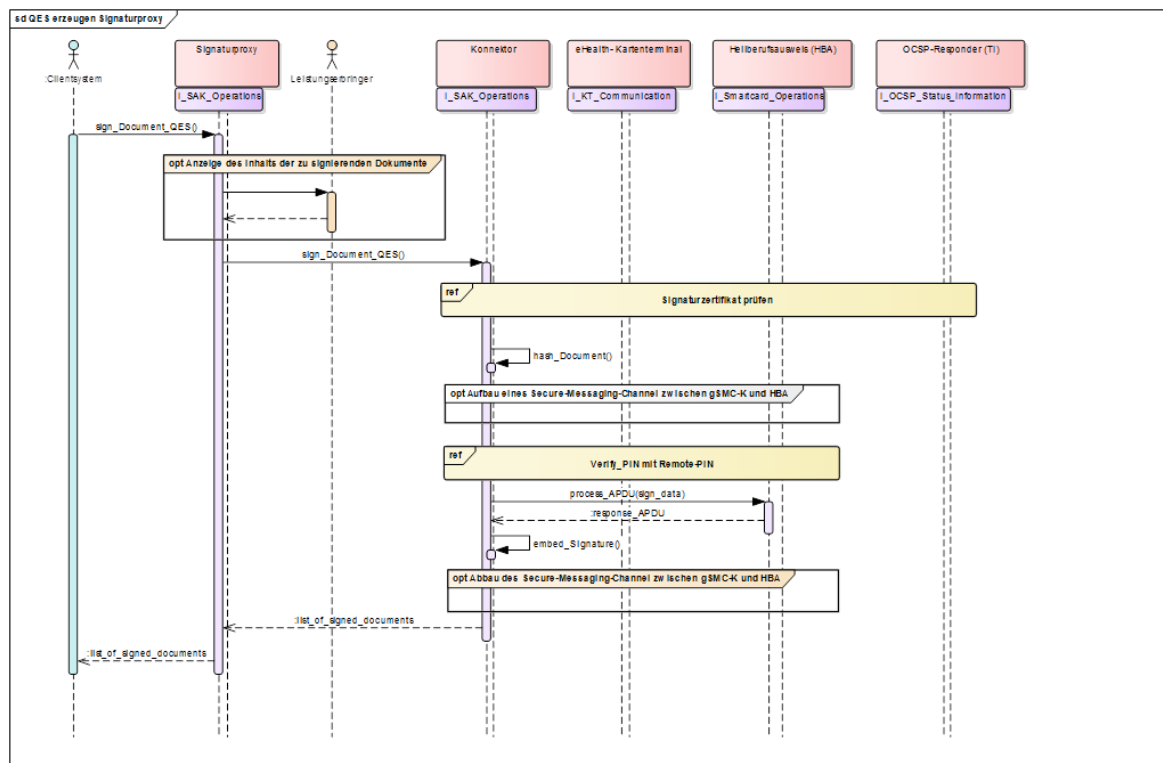 sd QES erzeugen Signaturproxy
:Clientsystem
Signaturproxy
I_SAK_Operations
Leistungserbringer
Konnektor
I_SAK_Operations
eHealth-Kartenterminal
I_KT_Communication
Heilberufsausweis (HBA)
I_Smartcard_Operations
OCSP-Responder (TI)
I_OCSP_Status_Information
sign_Document_QES()
opt Anzeige des Inhalts der zu signierenden Dokumente
sign_Document_QES()
ref
Signaturzertifikat prüfen
hash_Document()
opt Aufbau eines Secure-Messaging-Channel zwischen gSMC-K und HBA
ref
Verify_PIN mit Remote-PIN
process_APDU(sign_data)
:response_APDU
embed_Signature()
opt Abbau des Secure-Messaging-Channel zwischen gSMC-K und HBA
:list_of_signed_documents
:list_of_signed_documents